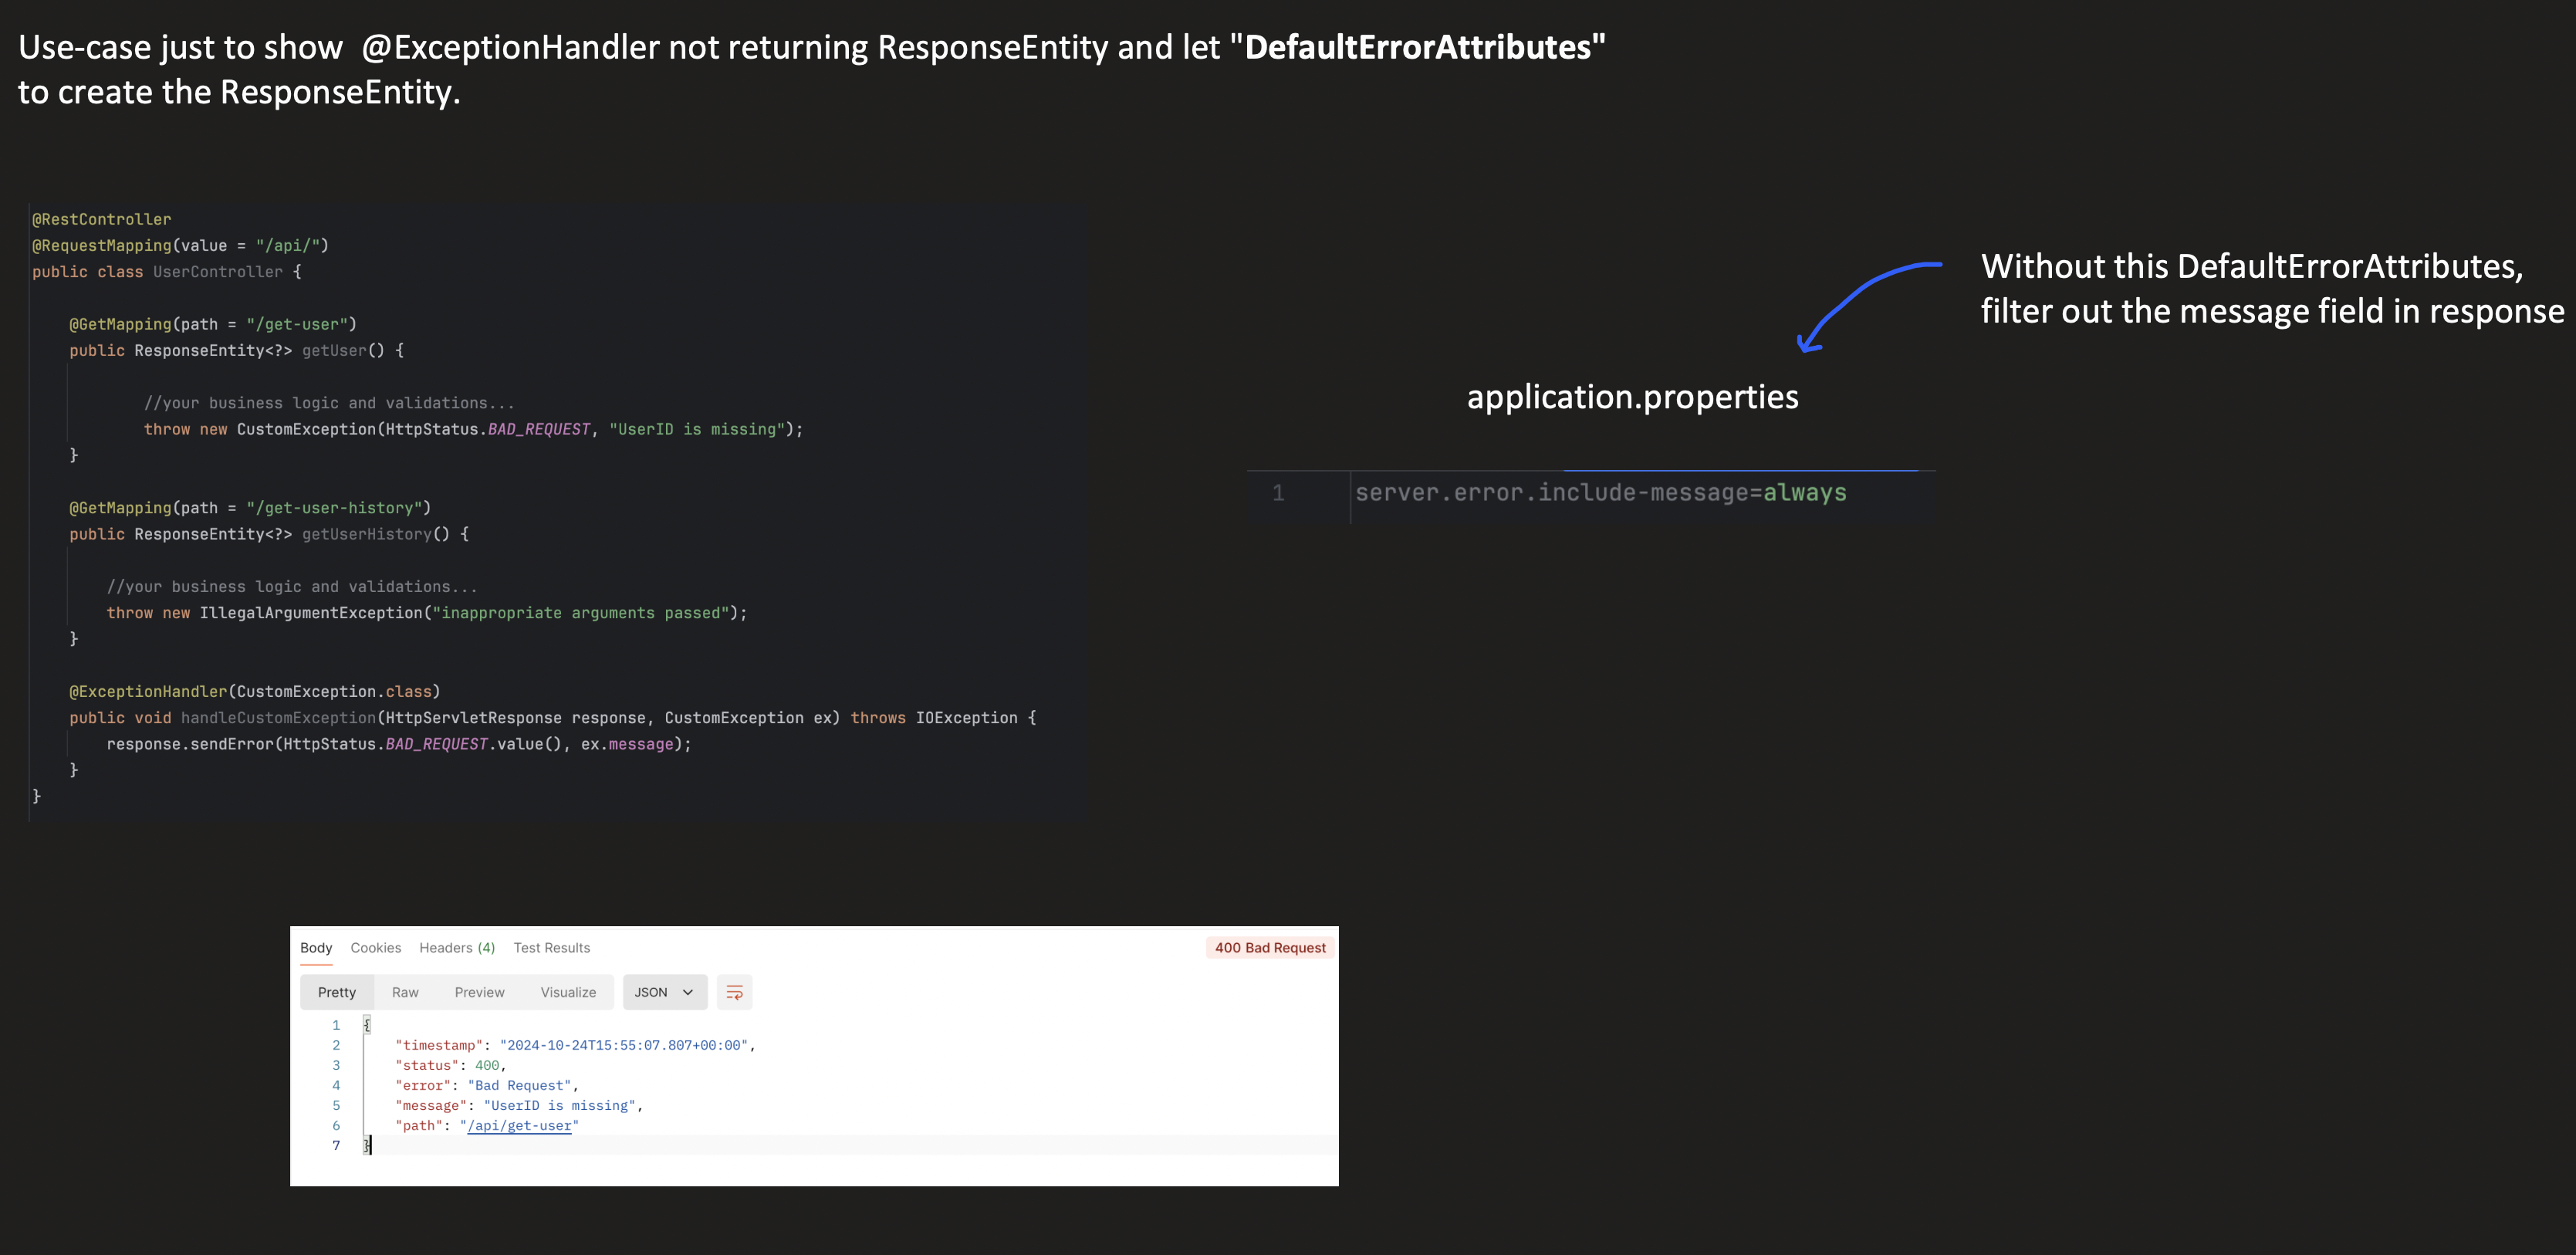 Use-case just to show  @ExceptionHandler not returning ResponseEntity and let "DefaultErrorAttributes"
to create the ResponseEntity.
@RestController
@RequestMapping(value = "/api/")
public class UserController {
@GetMapping(path = "/get-user")
public ResponseEntity<?> getUser() {
//your business logic and validations...
throw new CustomException(HttpStatus.BAD_REQUEST, "UserID is missing");
}
@GetMapping(path = "/get-user-history")
public ResponseEntity<?> getUserHistory() {
//your business logic and validations...
throw new IllegalArgumentException("inappropriate arguments passed");
}
@ExceptionHandler(CustomException.class)
public void handleCustomException(HttpServletResponse response, CustomException ex) throws IOException {
response.sendError(HttpStatus.BAD_REQUEST.value(), ex.message);
}
}
Without this DefaultErrorAttributes,
filter out the message field in response
application.properties
1 server.error.include-message=always
Body Cookies Headers (4) Test Results 400 Bad Request
Pretty Raw Preview Visualize JSON
1 {
2 "timestamp": "2024-10-24T15:55:07.807+00:00",
3 "status": 400,
4 "error": "Bad Request",
5 "message": "UserID is missing",
6 "path": "/api/get-user"
7 }